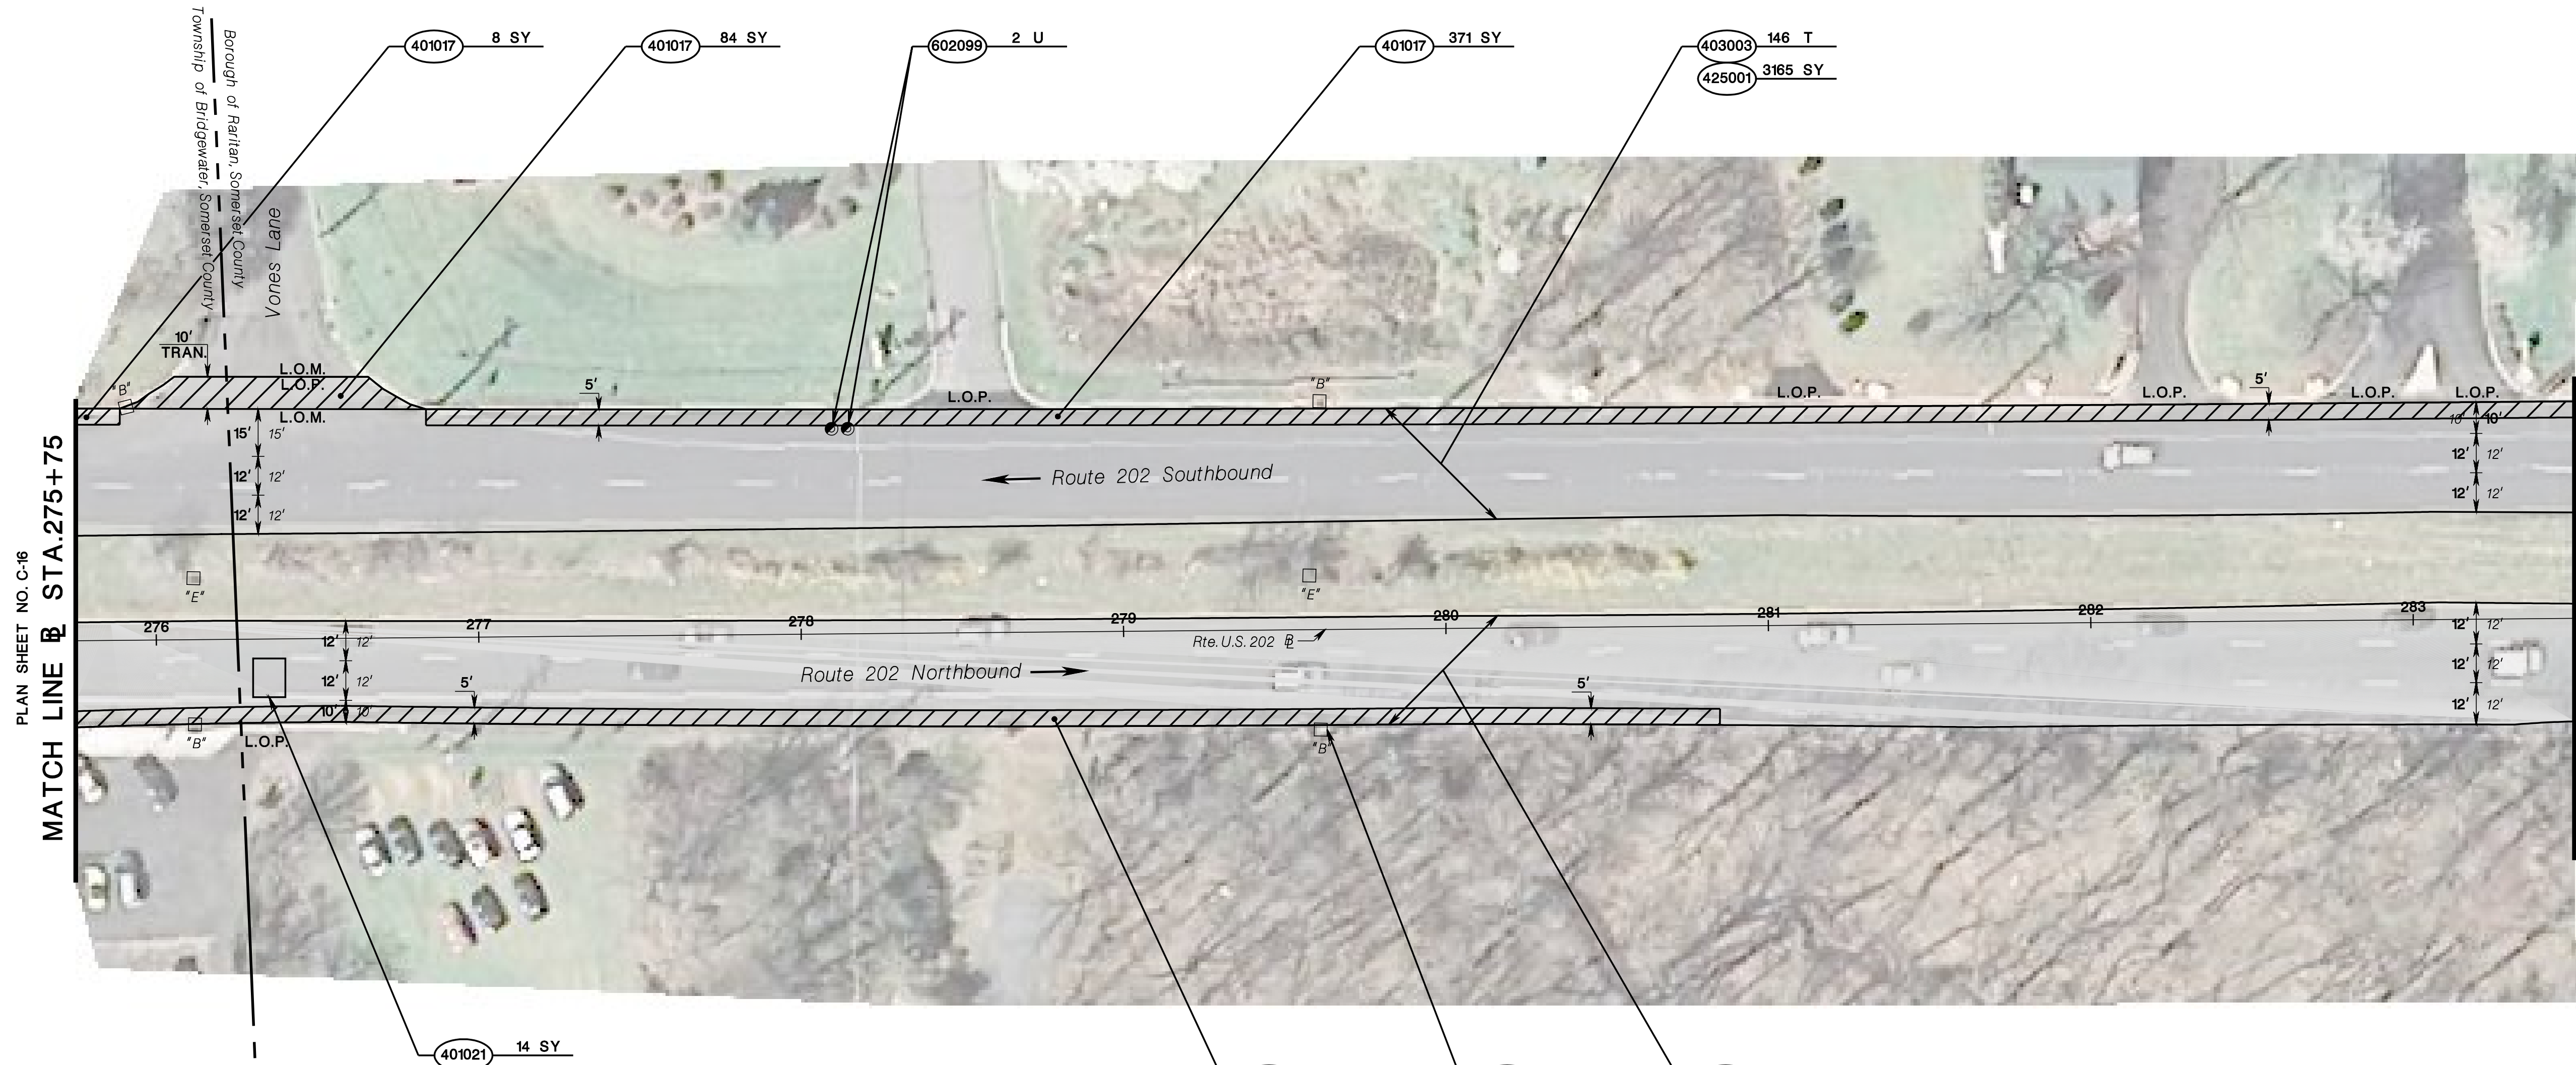 401017 8 SY
401017 84 SY
602099 2 U
401017 371 SY
403003 146 T
425001 3165 SY
Township of Bridgewater, Somerset County
Borough of Raritan, Somerset County
Vones Lane
10'
TRAN.
L.O.M.
L.O.P.
L.O.M.
"B"
5'
L.O.P.
"B"
L.O.P.
L.O.P.
5'
L.O.P.
L.O.P.
15' 15'
12' 12'
12' 12'
10' 10'
12' 12'
12' 12'
Route 202 Southbound
PLAN SHEET NO. C-16
MATCH LINE BL STA.275+75
"E"
"E"
276
277
278
279
280
281
282
283
Rte. U.S. 202 BL
12' 12'
12' 12'
10' 10'
Route 202 Northbound
5'
5'
12' 12'
12' 12'
12' 12'
"B"
L.O.P.
"B"
401021 14 SY